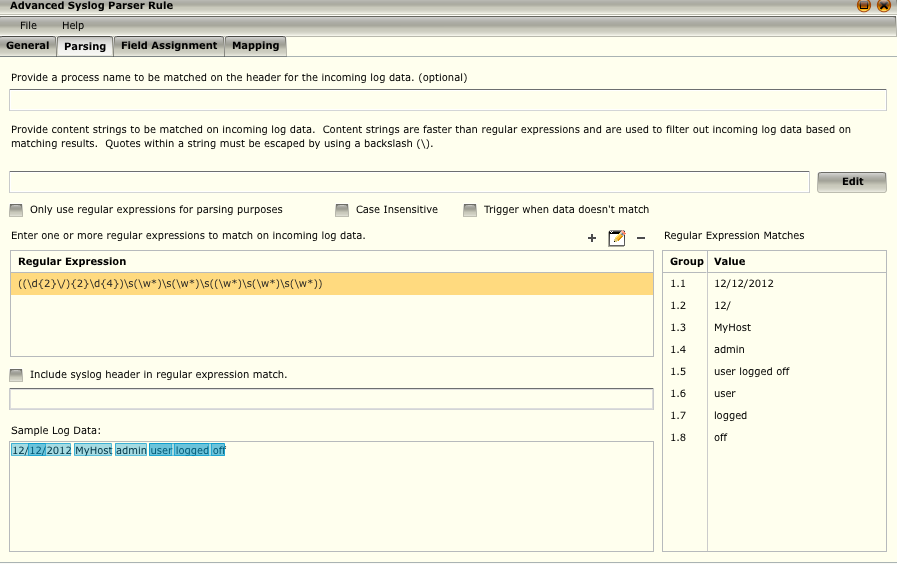 Advanced Syslog Parser Rule
File Help
General Parsing Field Assignment Mapping
Provide a process name to be matched on the header for the incoming log data. (optional)
Provide content strings to be matched on incoming log data.  Content strings are faster than regular expressions and are used to filter out incoming log data based on
matching results.  Quotes within a string must be escaped by using a backslash (\).
Edit
Only use regular expressions for parsing purposes Case Insensitive Trigger when data doesn't match
Enter one or more regular expressions to match on incoming log data.
+ −
Regular Expression
((\d{2}\/){2}\d{4})\s(\w*)\s(\w*)\s((\w*)\s(\w*)\s(\w*))
Include syslog header in regular expression match.
Sample Log Data:
12/12/2012 MyHost admin user logged off
Regular Expression Matches
Group Value
1.1 12/12/2012
1.2 12/
1.3 MyHost
1.4 admin
1.5 user logged off
1.6 user
1.7 logged
1.8 off